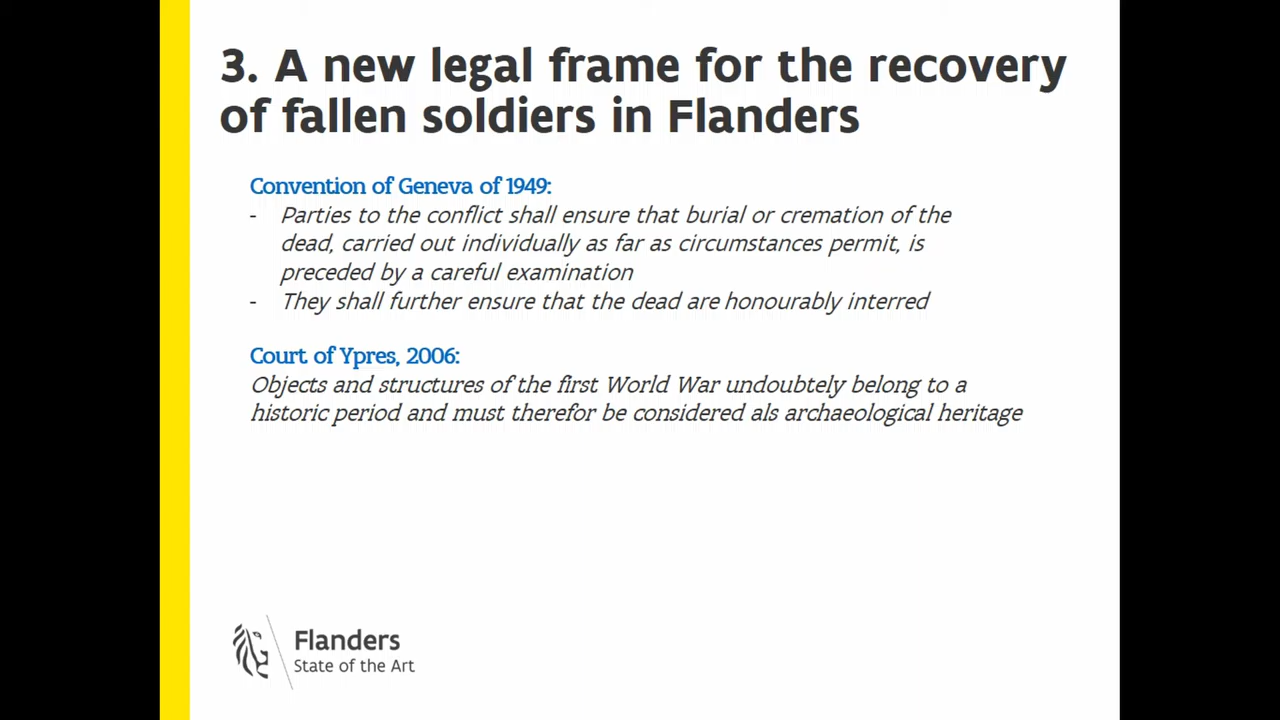 3. A new legal frame for the recovery
of fallen soldiers in Flanders
Convention of Geneva of 1949:
- Parties to the conflict shall ensure that burial or cremation of the
dead, carried out individually as far as circumstances permit, is
preceded by a careful examination
- They shall further ensure that the dead are honourably interred
Court of Ypres, 2006:
Objects and structures of the first World War undoubtely belong to a
historic period and must therefor be considered als archaeological heritage
Flanders
State of the Art